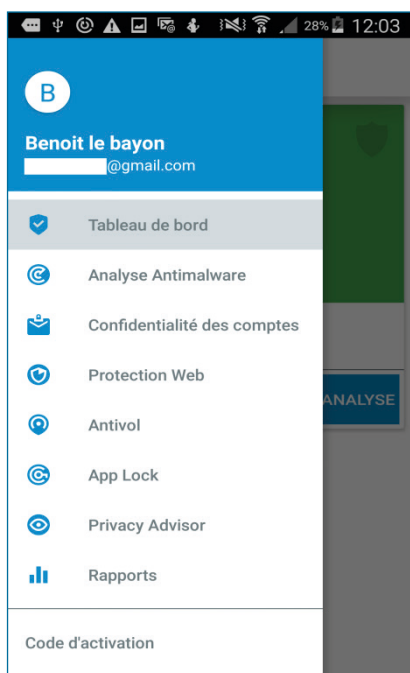 28% 12:03
B
Benoit le bayon
@gmail.com
Tableau de bord
Analyse Antimalware
Confidentialité des comptes
Protection Web
ANALYSE
Antivol
App Lock
Privacy Advisor
Rapports
Code d'activation